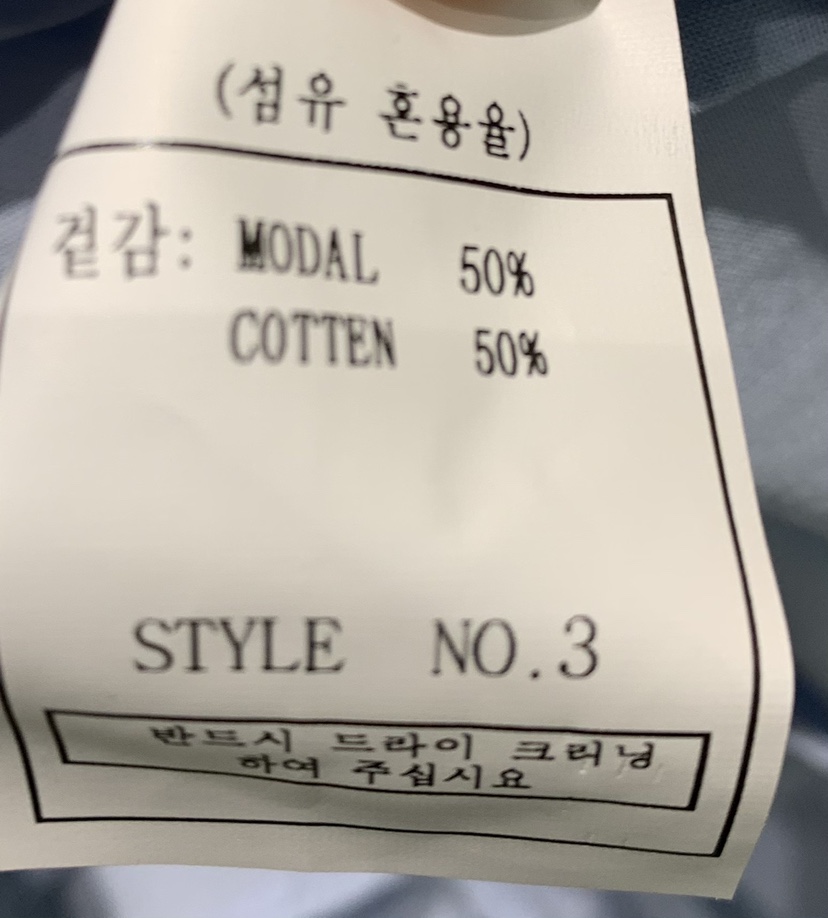 (섬유 혼용율)
겉감: MODAL 50%
COTTEN 50%
STYLE NO.3
반드시 드라이 크리닝
하여 주십시요